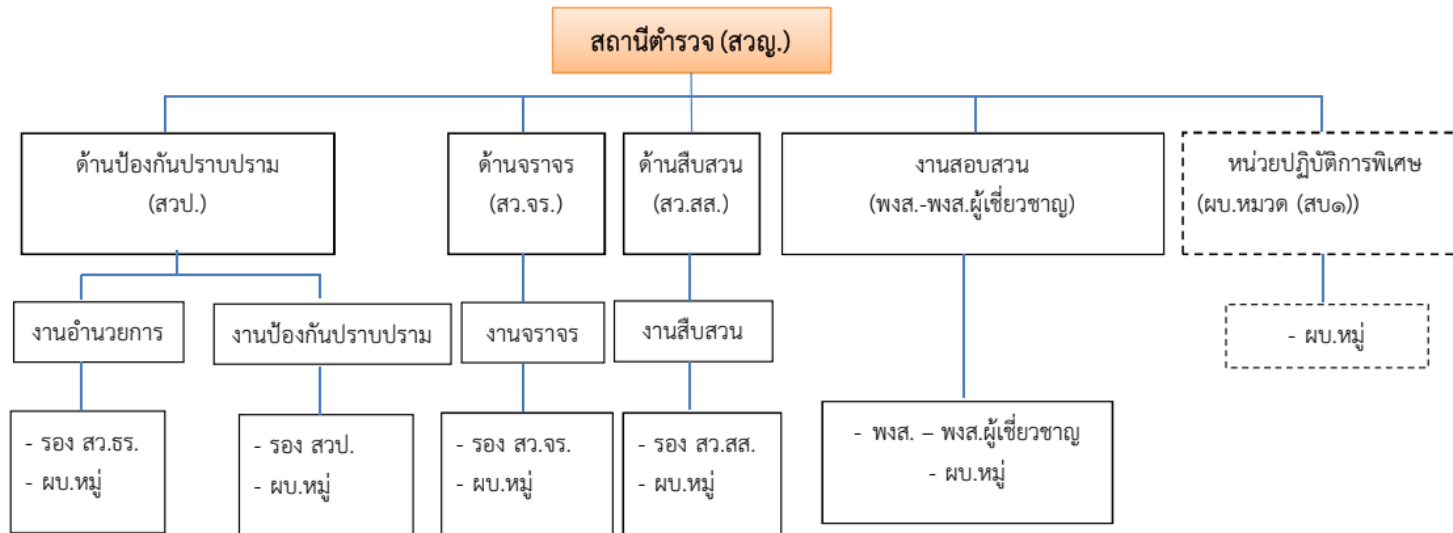 สถานีตำรวจ (สวญ.)
ด้านป้องกันปราบปราม
(สวป.)
ด้านจราจร
(สว.จร.)
ด้านสืบสวน
(สว.สส.)
งานสอบสวน
(พงส.-พงส.ผู้เชี่ยวชาญ)
หน่วยปฏิบัติการพิเศษ
(ผบ.หมวด (สบ๑))
งานอำนวยการ
งานป้องกันปราบปราม
งานจราจร
งานสืบสวน
- ผบ.หมู่
- รอง สว.ธร.
- ผบ.หมู่
- รอง สวป.
- ผบ.หมู่
- รอง สว.จร.
- ผบ.หมู่
- รอง สว.สส.
- ผบ.หมู่
- พงส. – พงส.ผู้เชี่ยวชาญ
- ผบ.หมู่